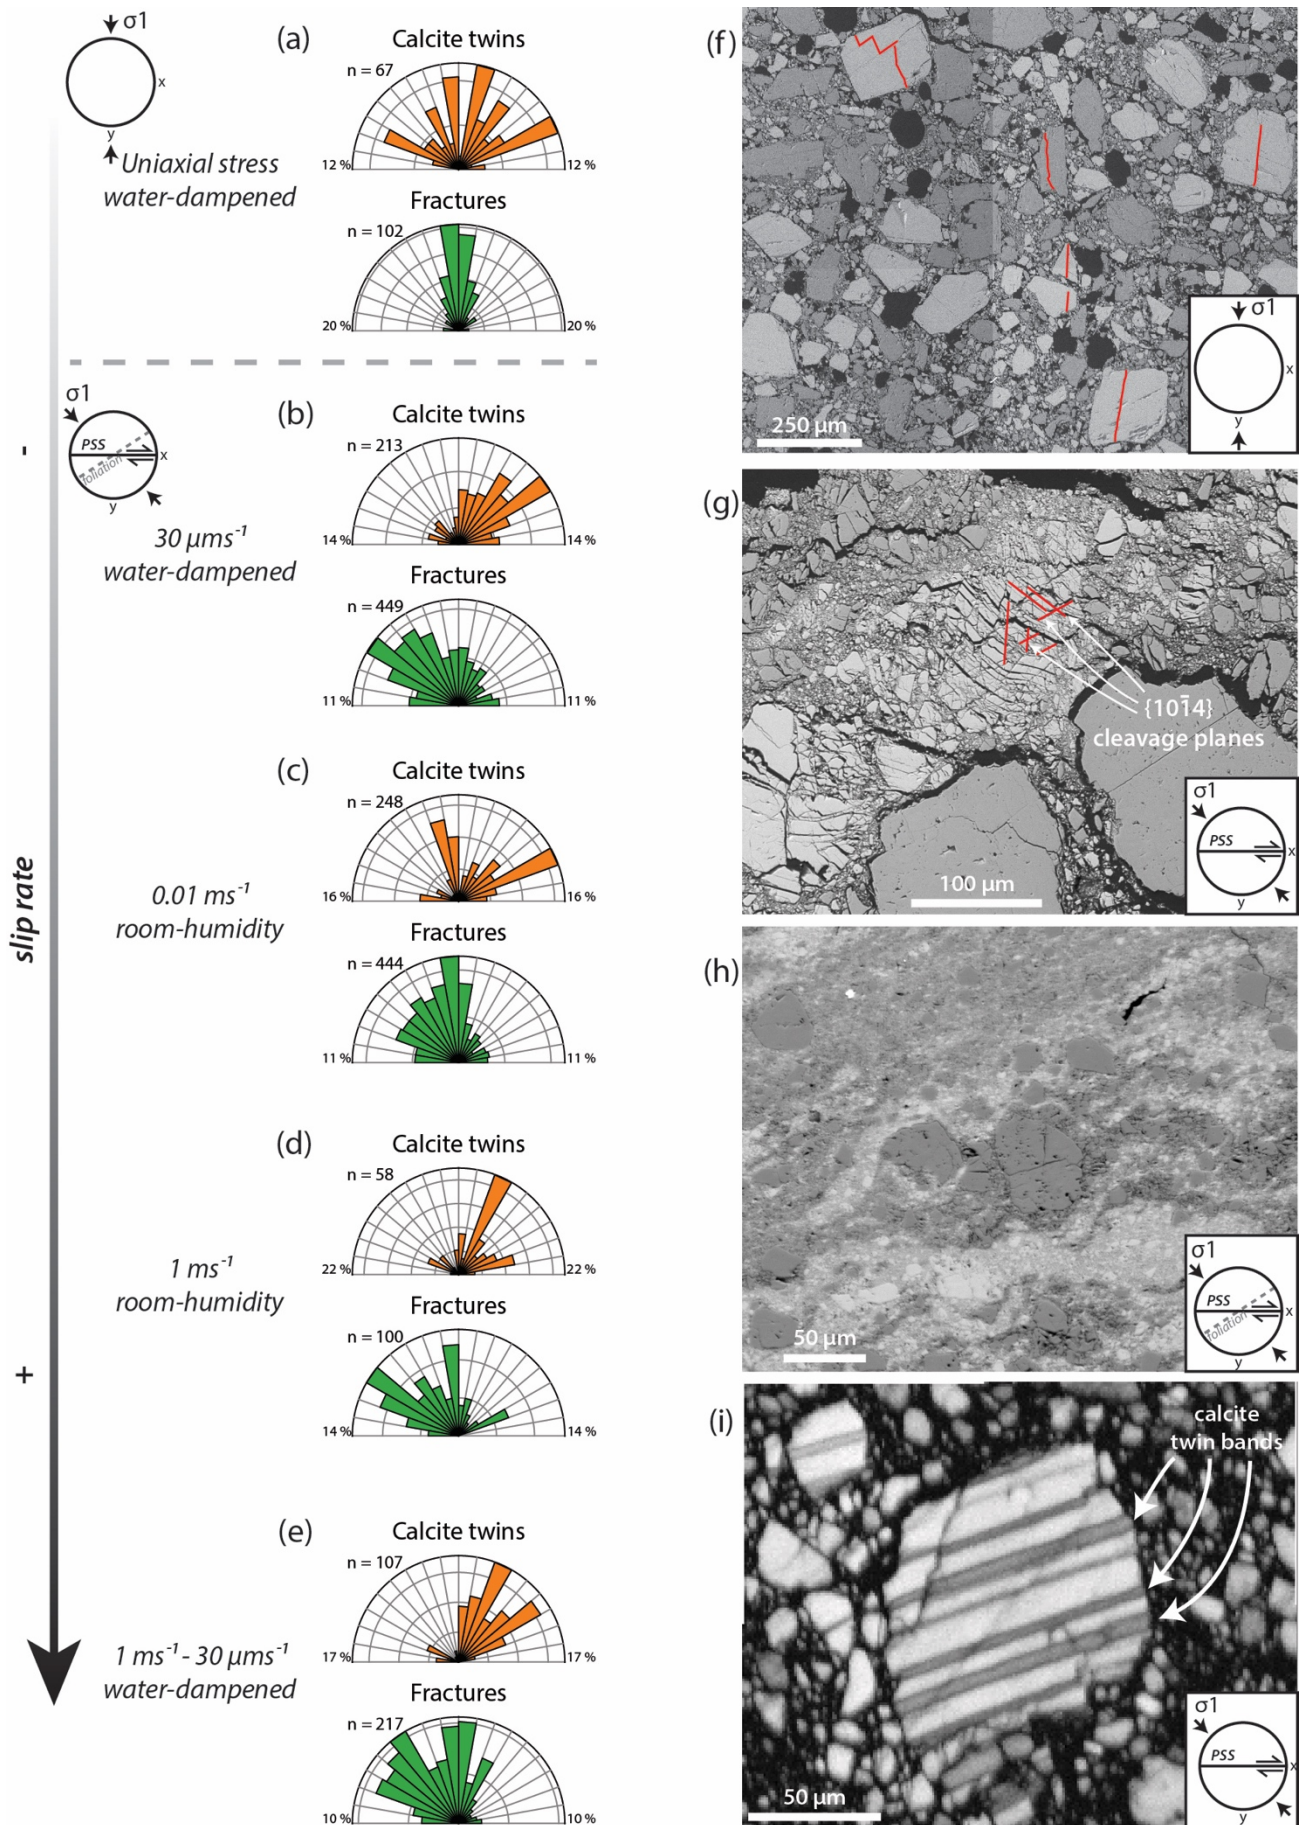 σ1
x
y
Uniaxial stress
water-dampened
(a)
Calcite twins
n = 67
12 %
12 %
Fractures
n = 102
20 %
20 %
slip rate
-
+
σ1
PSS
foliation
x
y
30 μms⁻¹
water-dampened
(b)
Calcite twins
n = 213
14 %
14 %
Fractures
n = 449
11 %
11 %
(c)
Calcite twins
n = 248
16 %
16 %
0.01 ms⁻¹
room-humidity
Fractures
n = 444
11 %
11 %
(d)
Calcite twins
n = 58
22 %
22 %
1 ms⁻¹
room-humidity
Fractures
n = 100
14 %
14 %
(e)
Calcite twins
n = 107
17 %
17 %
1 ms⁻¹ - 30 μms⁻¹
water-dampened
Fractures
n = 217
10 %
10 %
(f)
250 μm
σ1
x
y
(g)
{101̄4}
cleavage planes
100 μm
σ1
PSS
x
y
(h)
50 μm
σ1
PSS
foliation
x
y
(i)
calcite
twin bands
50 μm
σ1
PSS
x
y